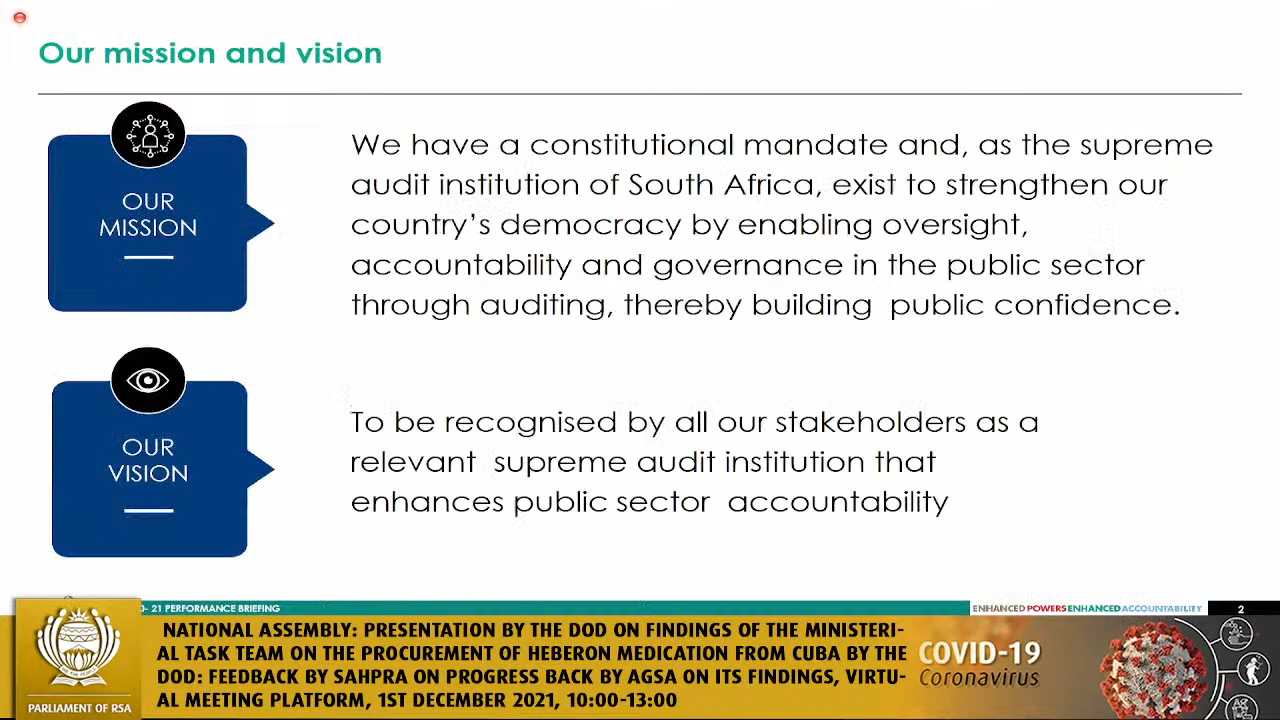 Our mission and vision
OUR
MISSION
We have a constitutional mandate and, as the supreme
audit institution of South Africa, exist to strengthen our
country's democracy by enabling oversight,
accountability and governance in the public sector
through auditing, thereby building public confidence.
OUR
VISION
To be recognised by all our stakeholders as a
relevant supreme audit institution that
enhances public sector accountability
- 21 PERFORMANCE BRIEFING
ENHANCED POWERS ENHANCED ACCOUNTABILITY
2
NATIONAL ASSEMBLY: PRESENTATION BY THE DOD ON FINDINGS OF THE MINISTERI-
AL TASK TEAM ON THE PROCUREMENT OF HEBERON MEDICATION FROM CUBA BY THE
DOD: FEEDBACK BY SAHPRA ON PROGRESS BACK BY AGSA ON ITS FINDINGS, VIRTU-
AL MEETING PLATFORM, 1ST DECEMBER 2021, 10:00-13:00
PARLIAMENT OF RSA
COVID-19
Coronavirus